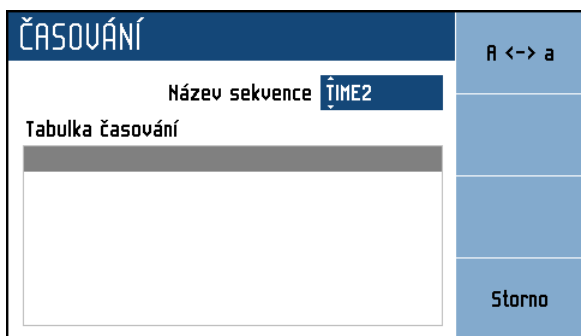 ČASOVÁNÍ
A <-> a
Název sekvence TIME2
Tabulka časování
Storno